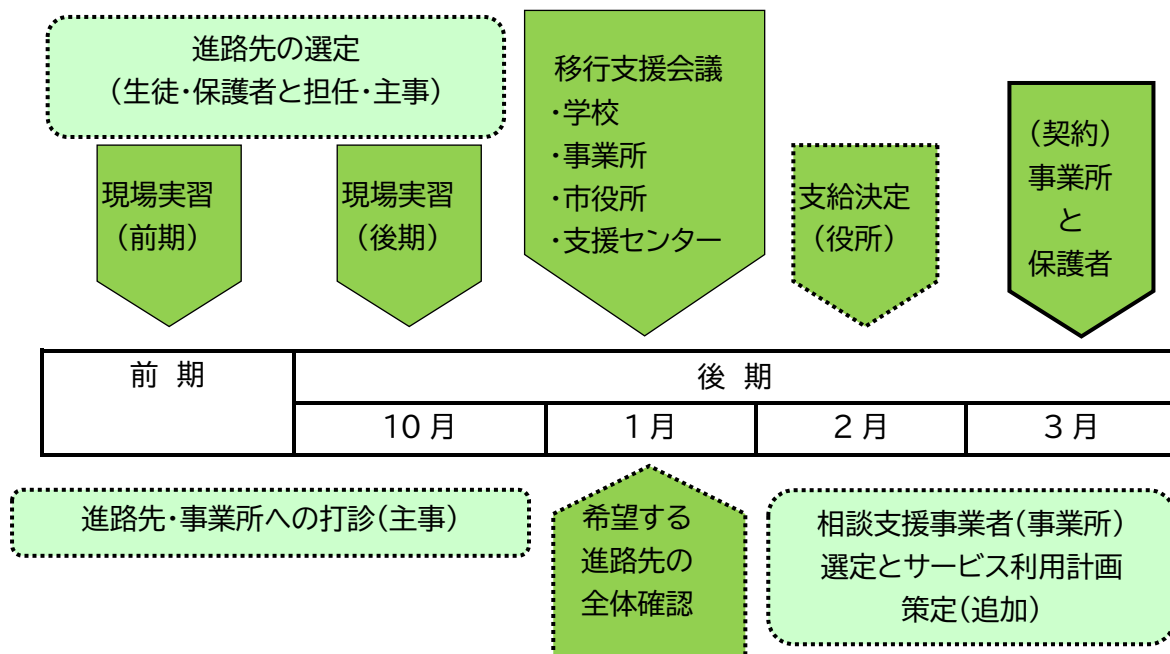 進路先の選定
（生徒・保護者と担任・主事）
現場実習
（前期）
現場実習
（後期）
移行支援会議
・学校
・事業所
・市役所
・支援センター
支給決定
（役所）
（契約）
事業所
と
保護者
前 期
後 期
10月
1月
2月
3月
進路先・事業所への打診（主事）
希望する
進路先の
全体確認
相談支援事業者（事業所）
選定とサービス利用計画
策定（追加）